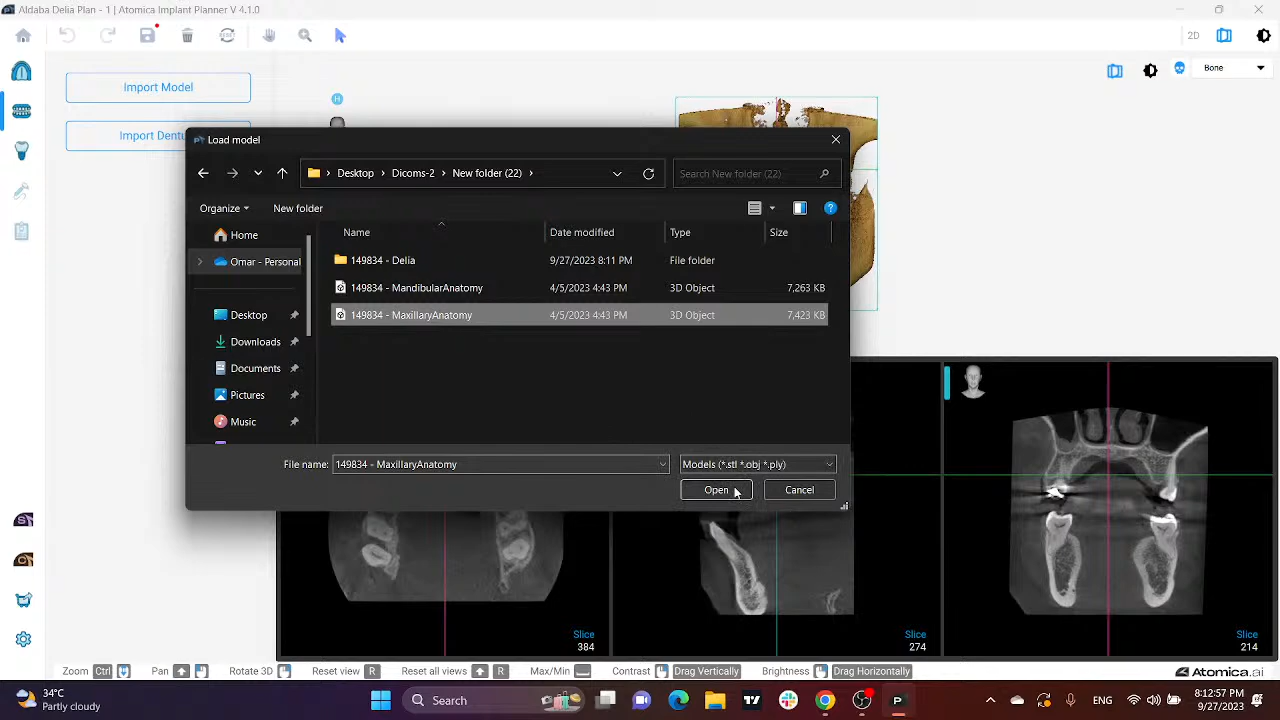 Aldaba Delia Plan - 1 | Atomica Implant Planner V 4.1.0
RESET
2D
Import Model
Bone
H
Import Dentu
Load model
Desktop > Dicoms-2 > New folder (22) >
Search New folder (22)
Organize
New folder
Name
Date modified
Type
Size
Home
149834 - Delia
9/27/2023 8:11 PM
File folder
Omar - Personal
149834 - MandibularAnatomy
4/5/2023 4:43 PM
3D Object
7,263 KB
149834 - MaxillaryAnatomy
4/5/2023 4:43 PM
3D Object
7,423 KB
Desktop
Downloads
Documents
Pictures
Music
File name:
149834 - MaxillaryAnatomy
Models (*.stl *.obj *.ply)
Open
Cancel
Slice
384
Slice
274
Slice
214
Zoom Ctrl
Pan
Rotate 3D
Reset view R
Reset all views R
Max/Min
Contrast Drag Vertically
Brightness Drag Horizontally
Atomica.ai
34°C
Partly cloudy
Search
ENG
8:12:57 PM
9/27/2023